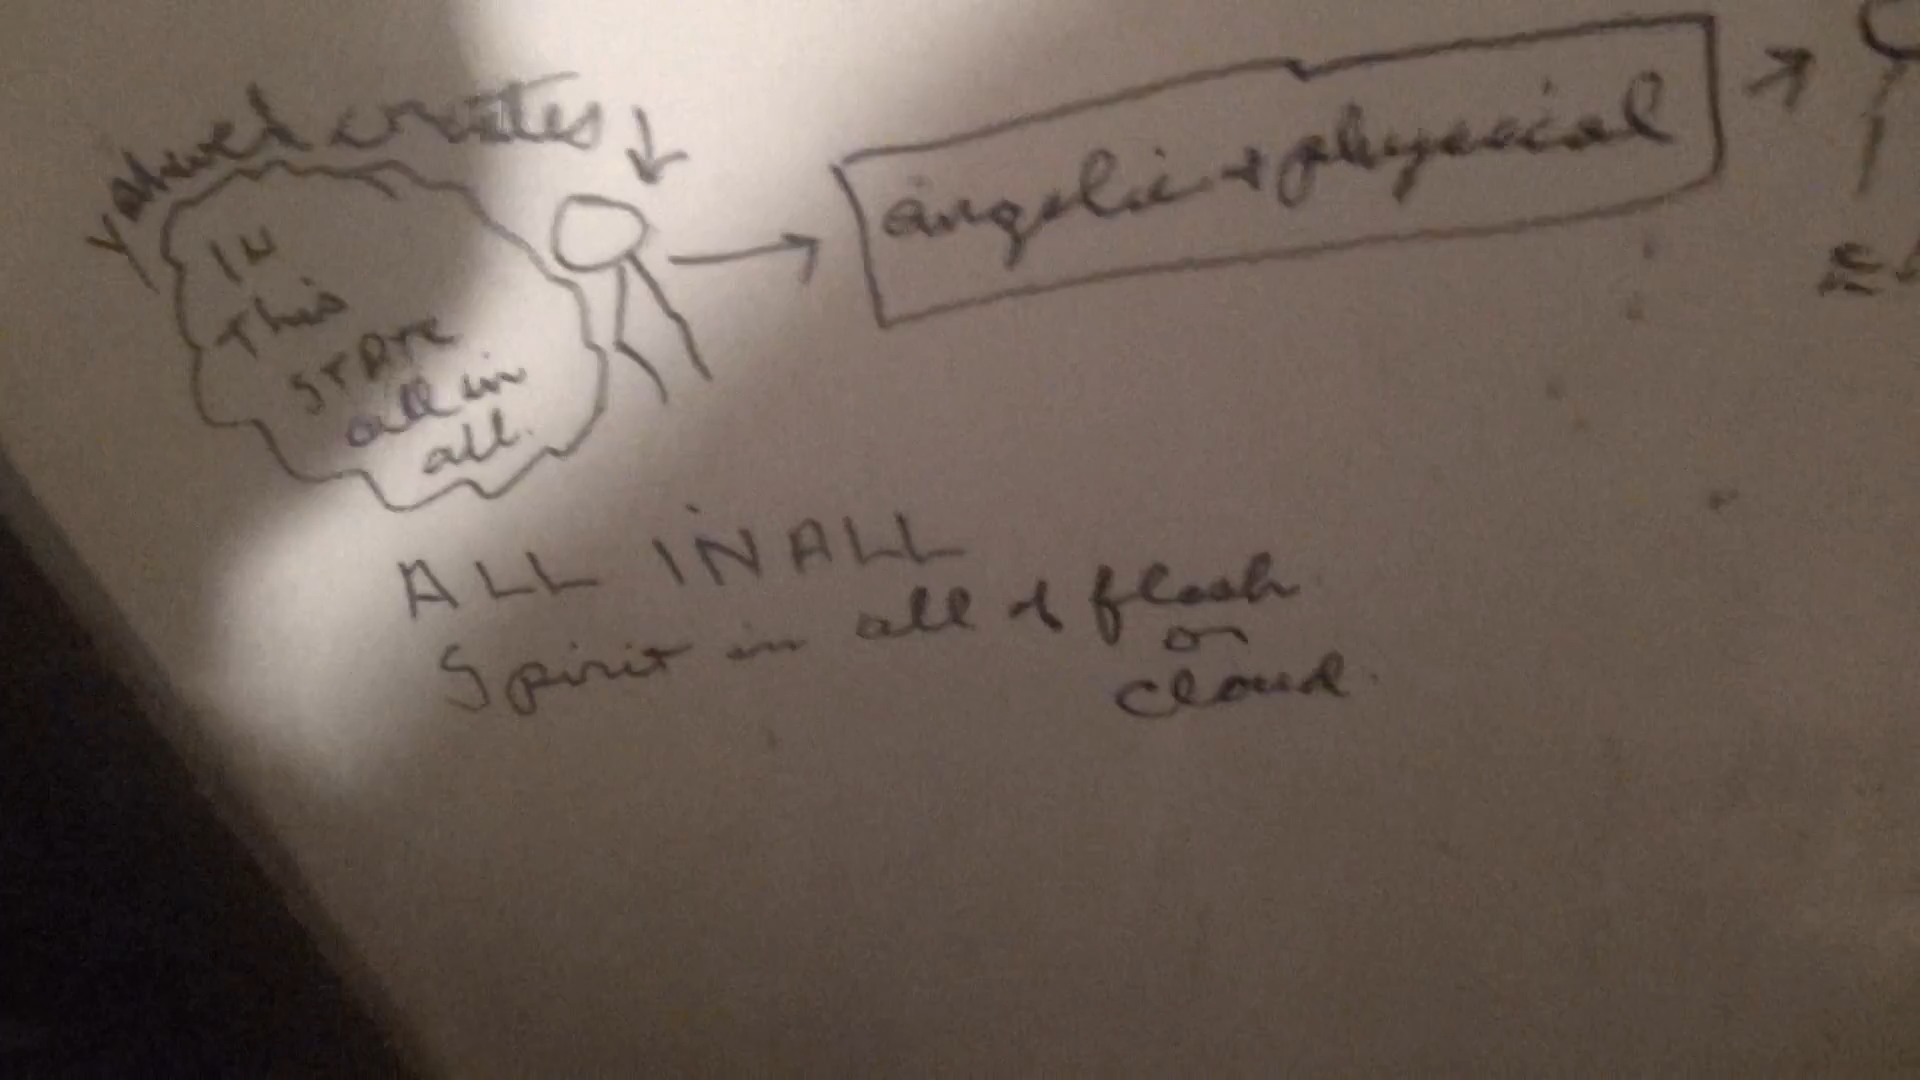 Yahweh creates
IN
This
STATE
all in
all.
angelic + physical
ALL IN ALL
Spirit in all of flesh
or
cloud.